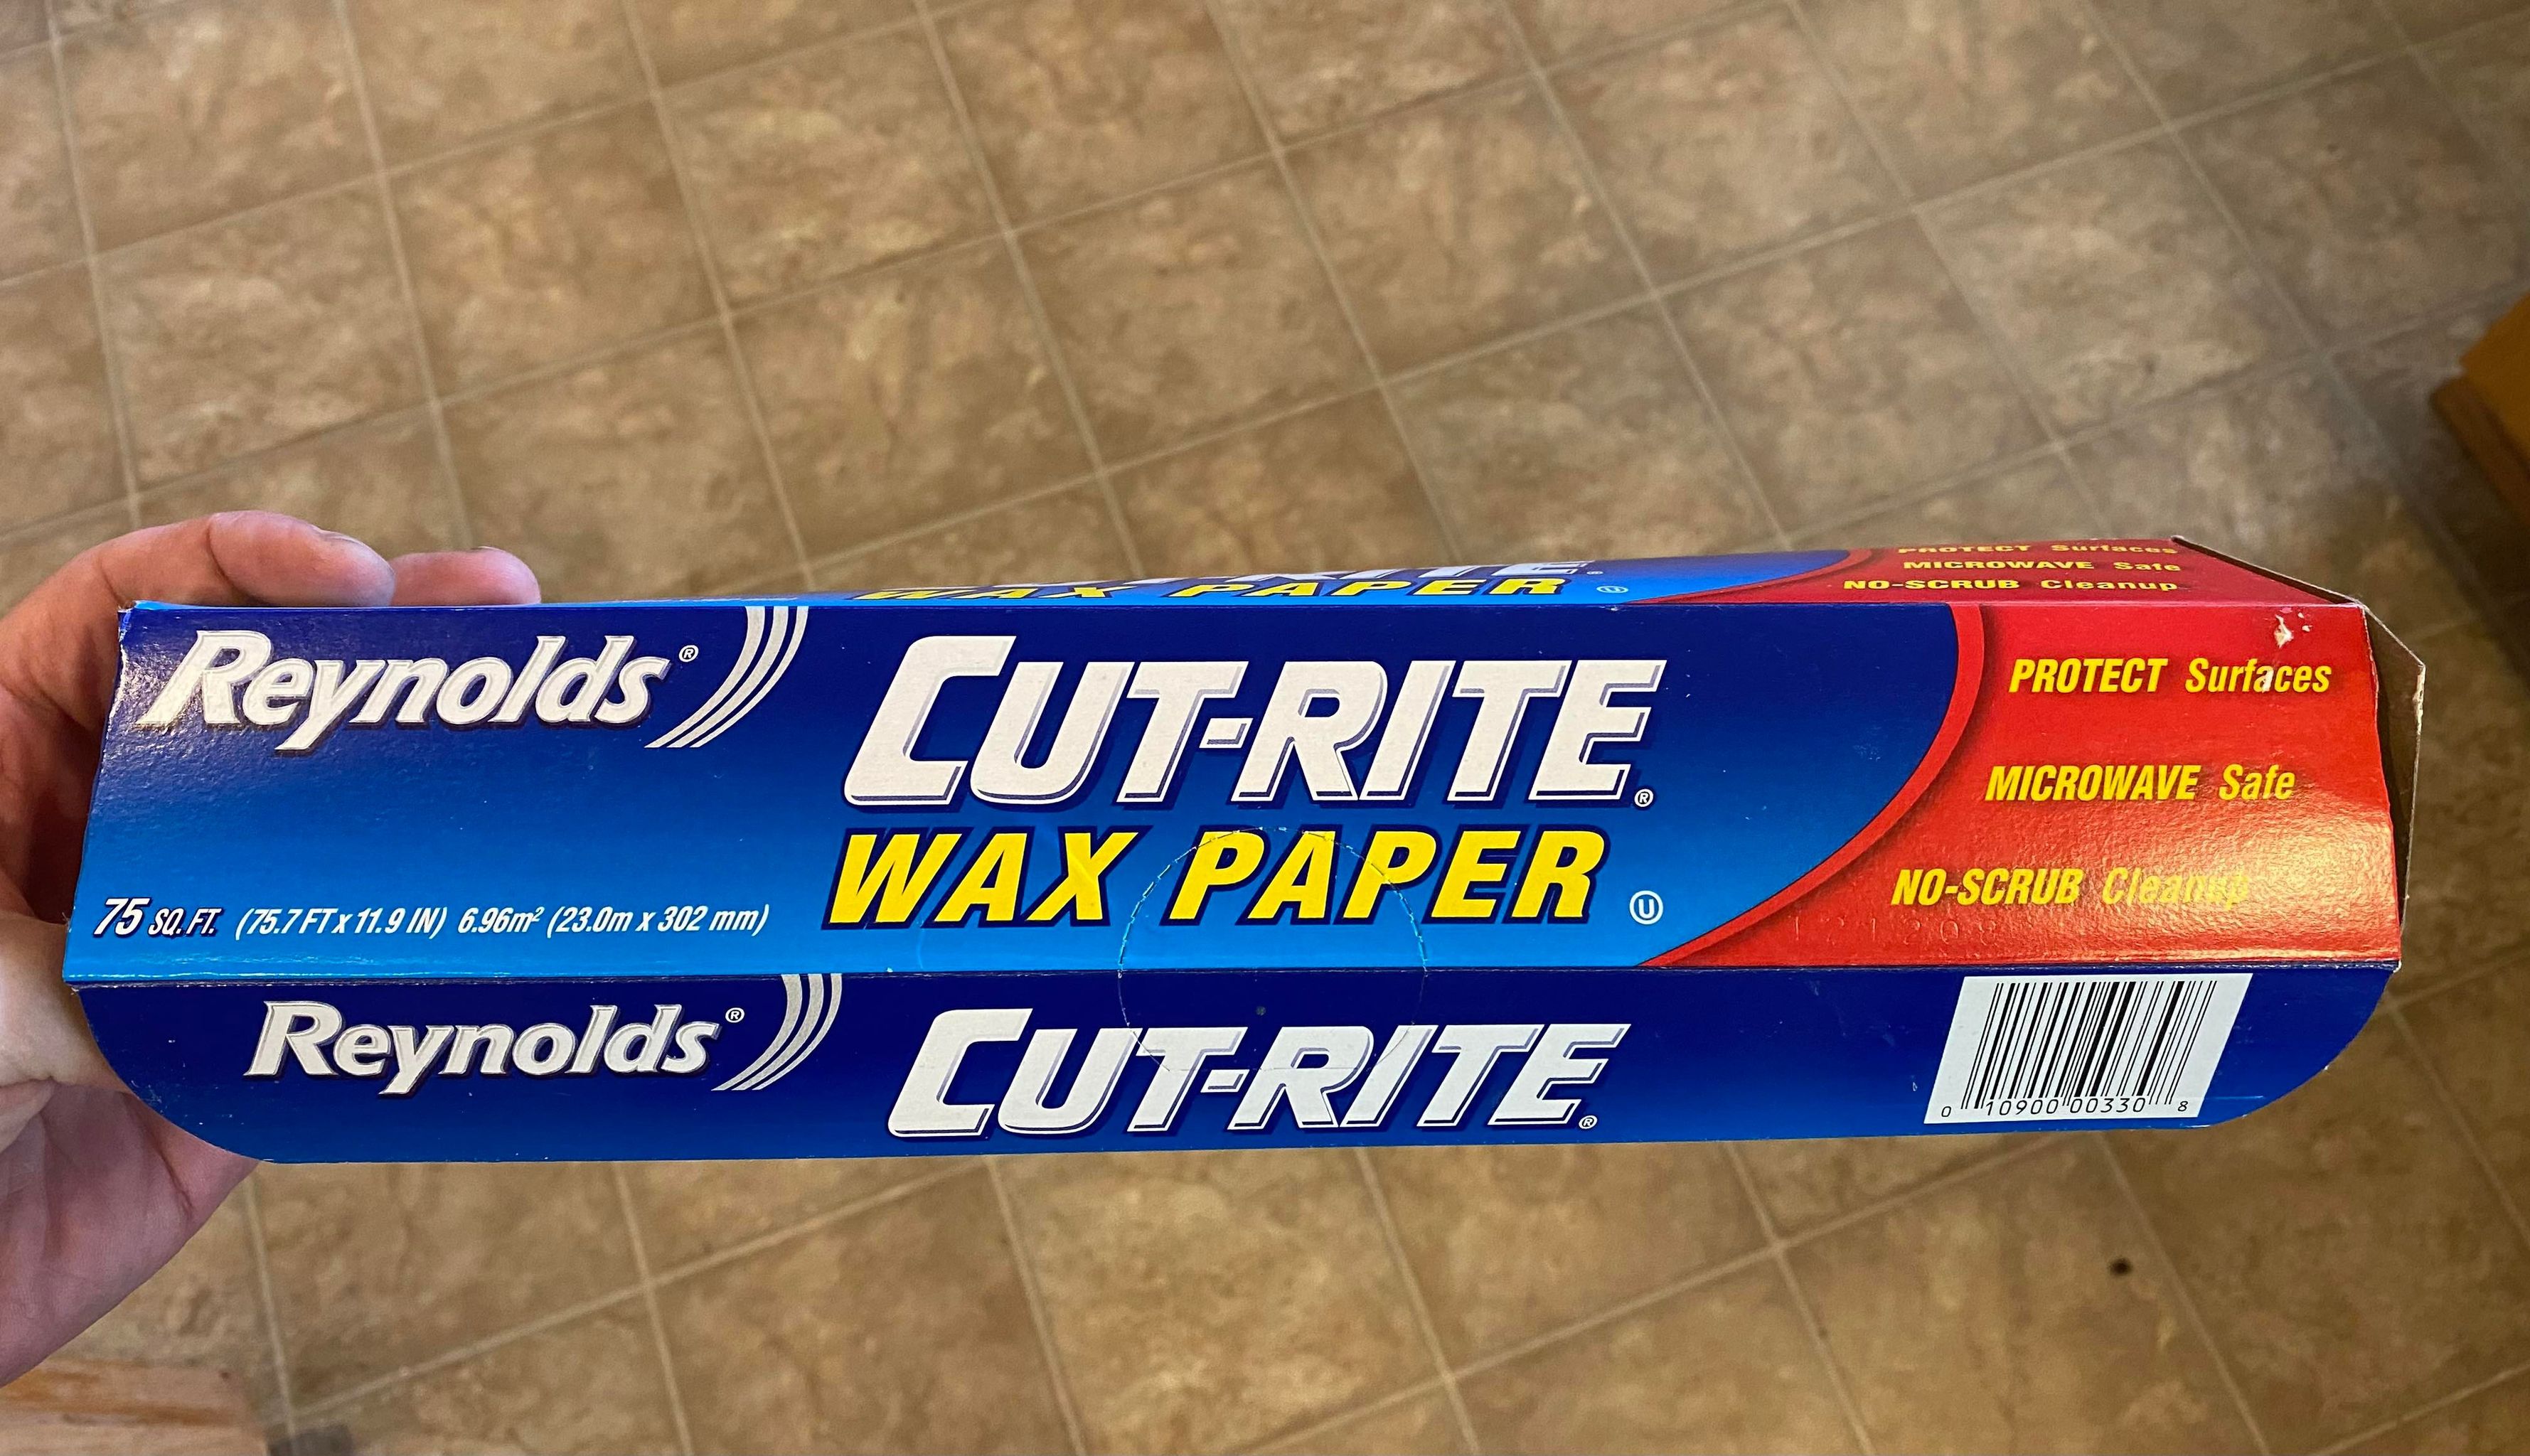 WAX PAPER U
PROTECT Surfaces
MICROWAVE Safe
NO-SCRUB Cleanup
Reynolds®
CUT-RITE®
WAX PAPER U
75 SQ. FT. (75.7 FT x 11.9 IN) 6.96m² (23.0m x 302 mm)
PROTECT Surfaces
MICROWAVE Safe
NO-SCRUB Cleanup
Reynolds®
CUT-RITE®
0 10900 00330 8